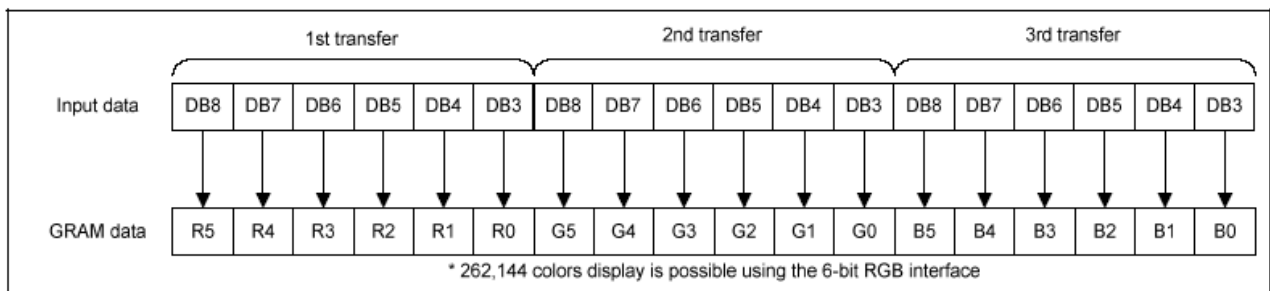 1st transfer 2nd transfer 3rd transfer
Input data DB8 DB7 DB6 DB5 DB4 DB3 DB8 DB7 DB6 DB5 DB4 DB3 DB8 DB7 DB6 DB5 DB4 DB3
GRAM data R5 R4 R3 R2 R1 R0 G5 G4 G3 G2 G1 G0 B5 B4 B3 B2 B1 B0
* 262,144 colors display is possible using the 6-bit RGB interface